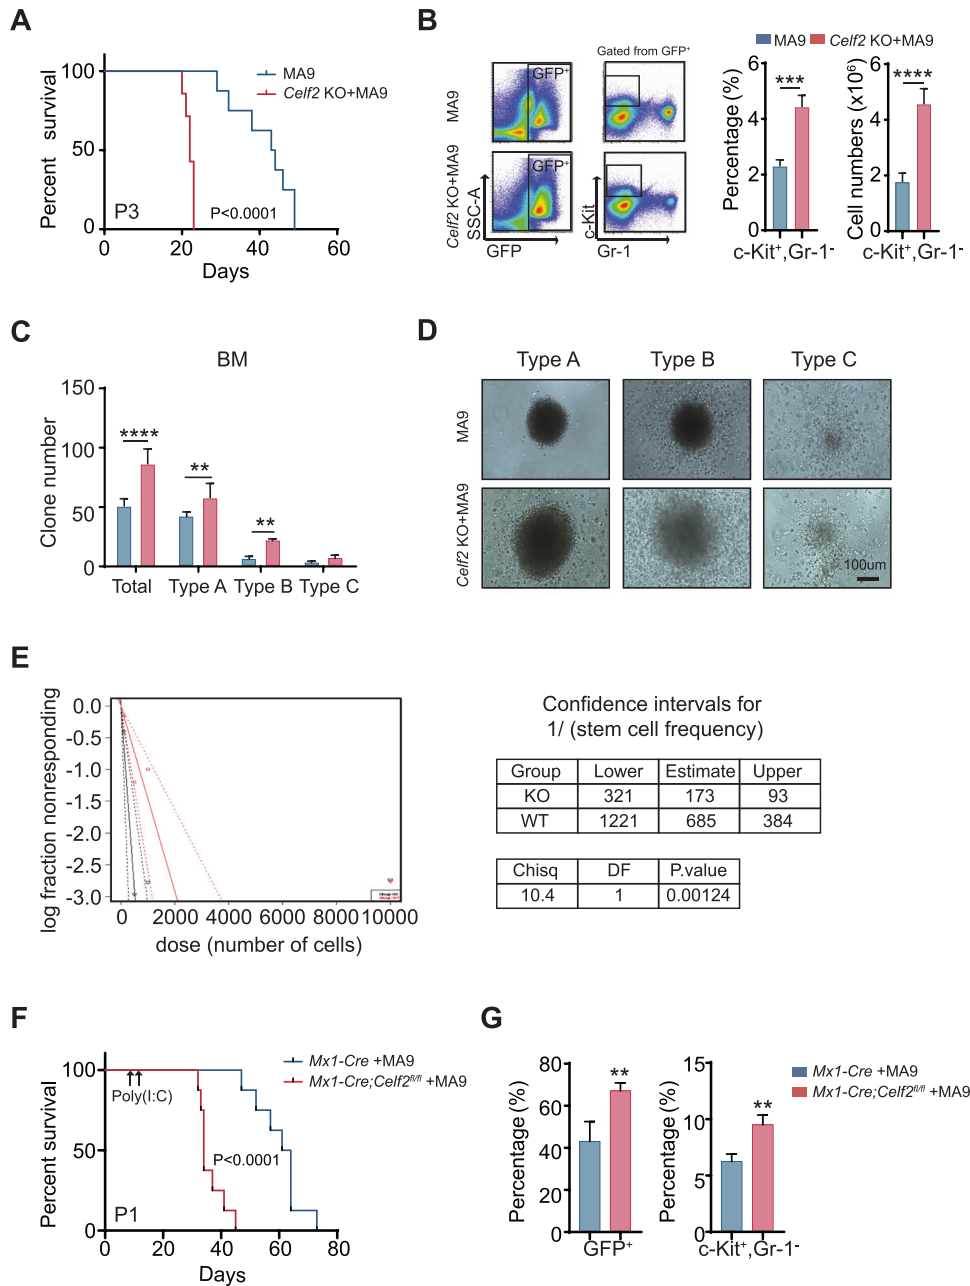 A
100
50
0
Percent survival
MA9
Celf2 KO+MA9
P3
P<0.0001
0
20
40
60
Days
B
Gated from GFP⁺
MA9
Celf2 KO+MA9
GFP⁺
GFP⁺
SSC-A
GFP
c-Kit
Gr-1
MA9
Celf2 KO+MA9
Percentage (%)
6
4
2
0
***
c-Kit⁺,Gr-1⁻
Cell numbers (x10⁶)
6
4
2
0
****
c-Kit⁺,Gr-1⁻
C
BM
Clone number
150
100
50
0
****
**
**
Total
Type A
Type B
Type C
D
Type A
Type B
Type C
MA9
Celf2 KO+MA9
100um
E
log fraction nonresponding
0.0
-0.5
-1.0
-1.5
-2.0
-2.5
-3.0
0
2000
4000
6000
8000
10000
dose (number of cells)
Group KO
Group WT
Confidence intervals for
1/ (stem cell frequency)
Group Lower Estimate Upper
KO 321 173 93
WT 1221 685 384
Chisq DF P.value
10.4 1 0.00124
F
Percent survival
100
50
0
Poly(I:C)
Mx1-Cre +MA9
Mx1-Cre;Celf2fl/fl +MA9
P<0.0001
P1
0
20
40
60
80
Days
G
Percentage (%)
80
60
40
20
0
**
GFP⁺
Percentage (%)
15
10
5
0
**
c-Kit⁺,Gr-1⁻
Mx1-Cre +MA9
Mx1-Cre;Celf2fl/fl +MA9